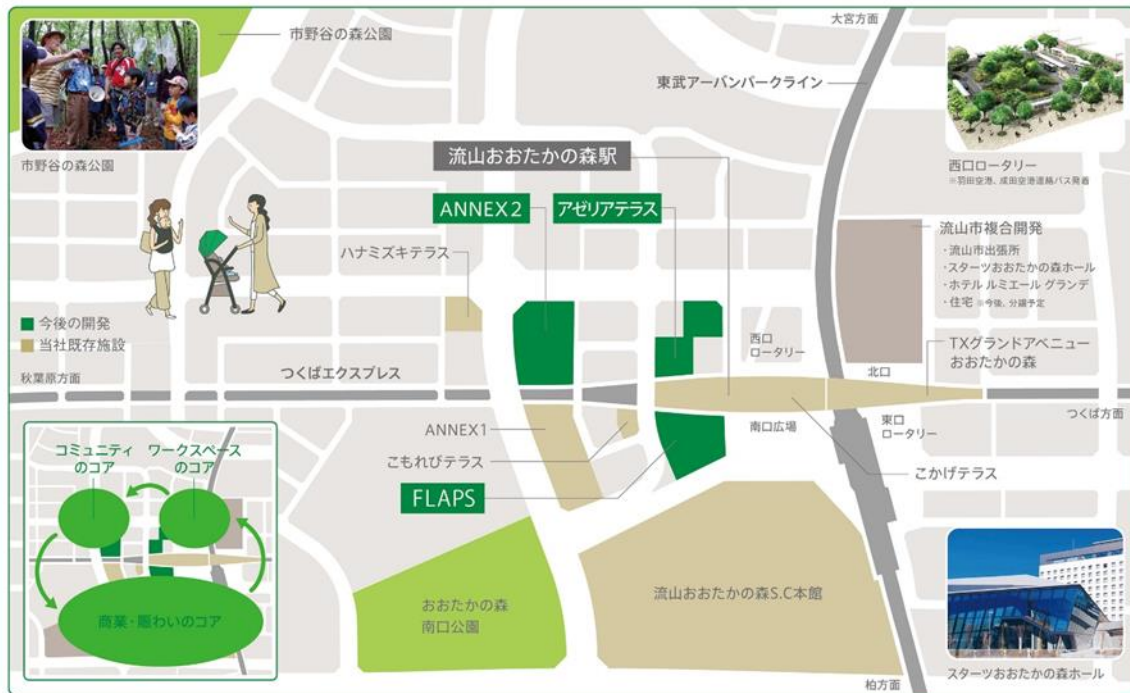 市野谷の森公園
大宮方面
東武アーバンパークライン
市野谷の森公園
流山おおたかの森駅
西口ロータリー
※羽田空港、成田空港直結バス発着
ANNEX2
アゼリアテラス
流山市複合開発
・流山市出張所
・スターツおおたかの森ホール
・ホテル ルミエール グランデ
・住宅 ※今後、分譲予定
ハナミズキテラス
今後の開発
当社既存施設
西口
ロータリー
TXグランドアベニュー
おおたかの森
秋葉原方面
つくばエクスプレス
北口
つくば方面
ANNEX1
南口広場
東口
ロータリー
こもれびテラス
こかげテラス
FLAPS
コミュニティ
のコア
ワークスペース
のコア
商業・賑わいのコア
おおたかの森
南口公園
流山おおたかの森S.C本館
スターツおおたかの森ホール
柏方面